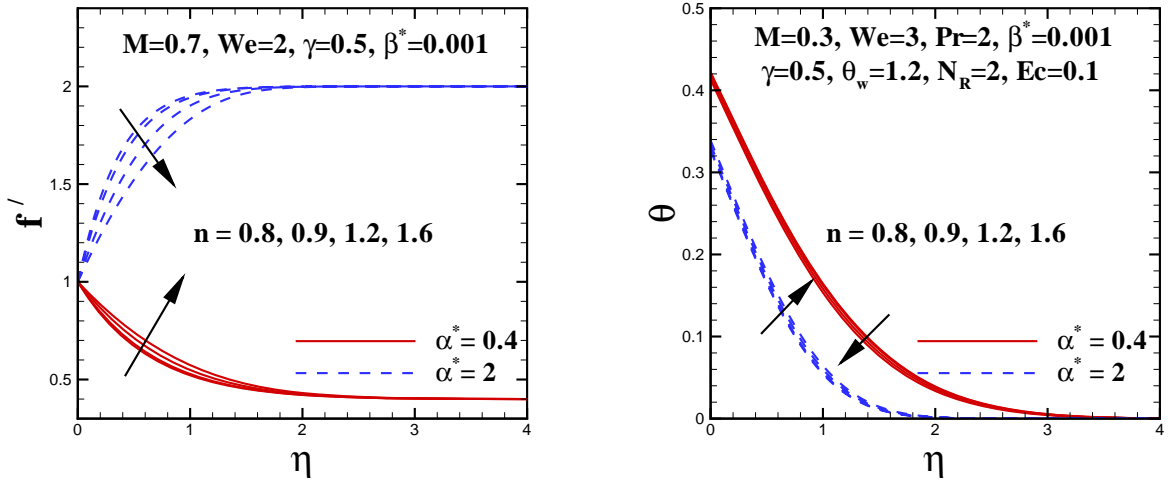 M=0.7, We=2, γ=0.5, β*=0.001
2
1.5
1
0.5
f /
n = 0.8, 0.9, 1.2, 1.6
α* = 0.4
α* = 2
0 1 2 3 4
η
M=0.3, We=3, Pr=2, β*=0.001
γ=0.5, θw=1.2, NR=2, Ec=0.1
0.5
0.4
0.3
0.2
0.1
0
θ
n = 0.8, 0.9, 1.2, 1.6
α* = 0.4
α* = 2
0 1 2 3 4
η